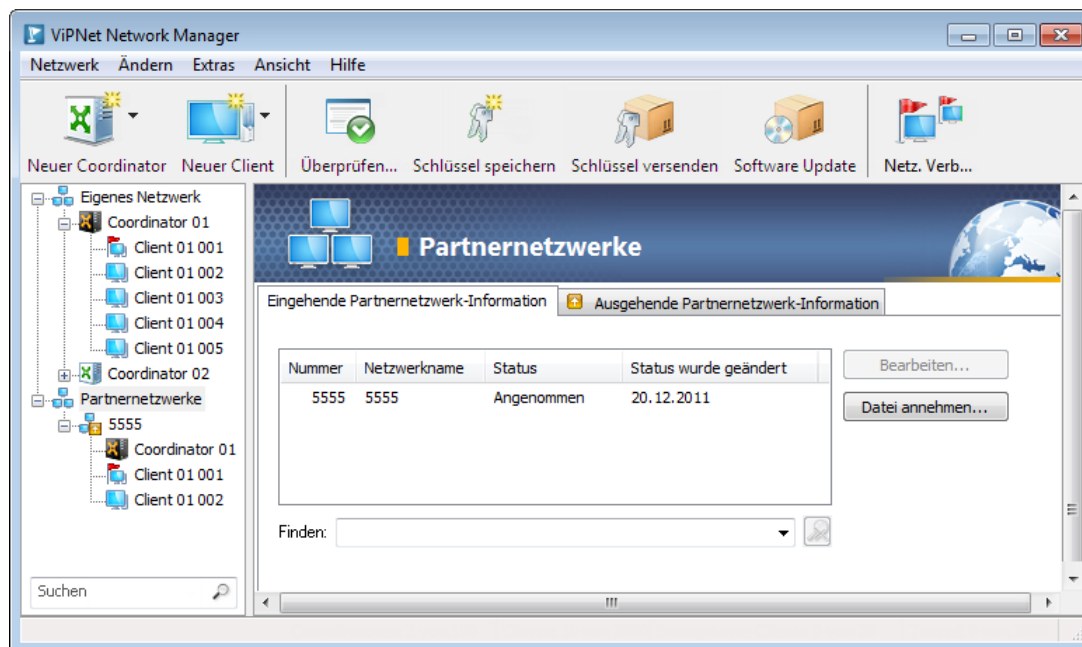 ViPNet Network Manager
Netzwerk Ändern Extras Ansicht Hilfe
Neuer Coordinator Neuer Client Überprüfen... Schlüssel speichern Schlüssel versenden Software Update Netz. Verb...
Eigenes Netzwerk
Coordinator 01
Client 01 001
Client 01 002
Client 01 003
Client 01 004
Client 01 005
Coordinator 02
Partnernetzwerke
5555
Coordinator 01
Client 01 001
Client 01 002
Suchen
Partnernetzwerke
Eingehende Partnernetzwerk-Information Ausgehende Partnernetzwerk-Information
Nummer Netzwerkname Status Status wurde geändert
5555 5555 Angenommen 20.12.2011
Bearbeiten...
Datei annehmen...
Finden: